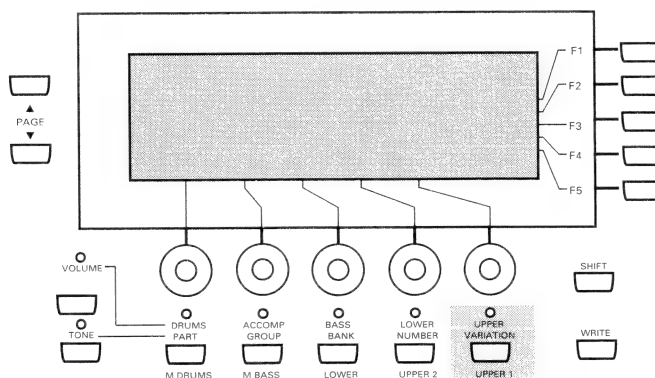 F1
F2
PAGE
F3
F4
F5
VOLUME
SHIFT
DRUMS ACCOMP BASS LOWER UPPER
TONE PART GROUP BANK NUMBER VARIATION WRITE
M DRUMS M BASS LOWER UPPER 2 UPPER 1